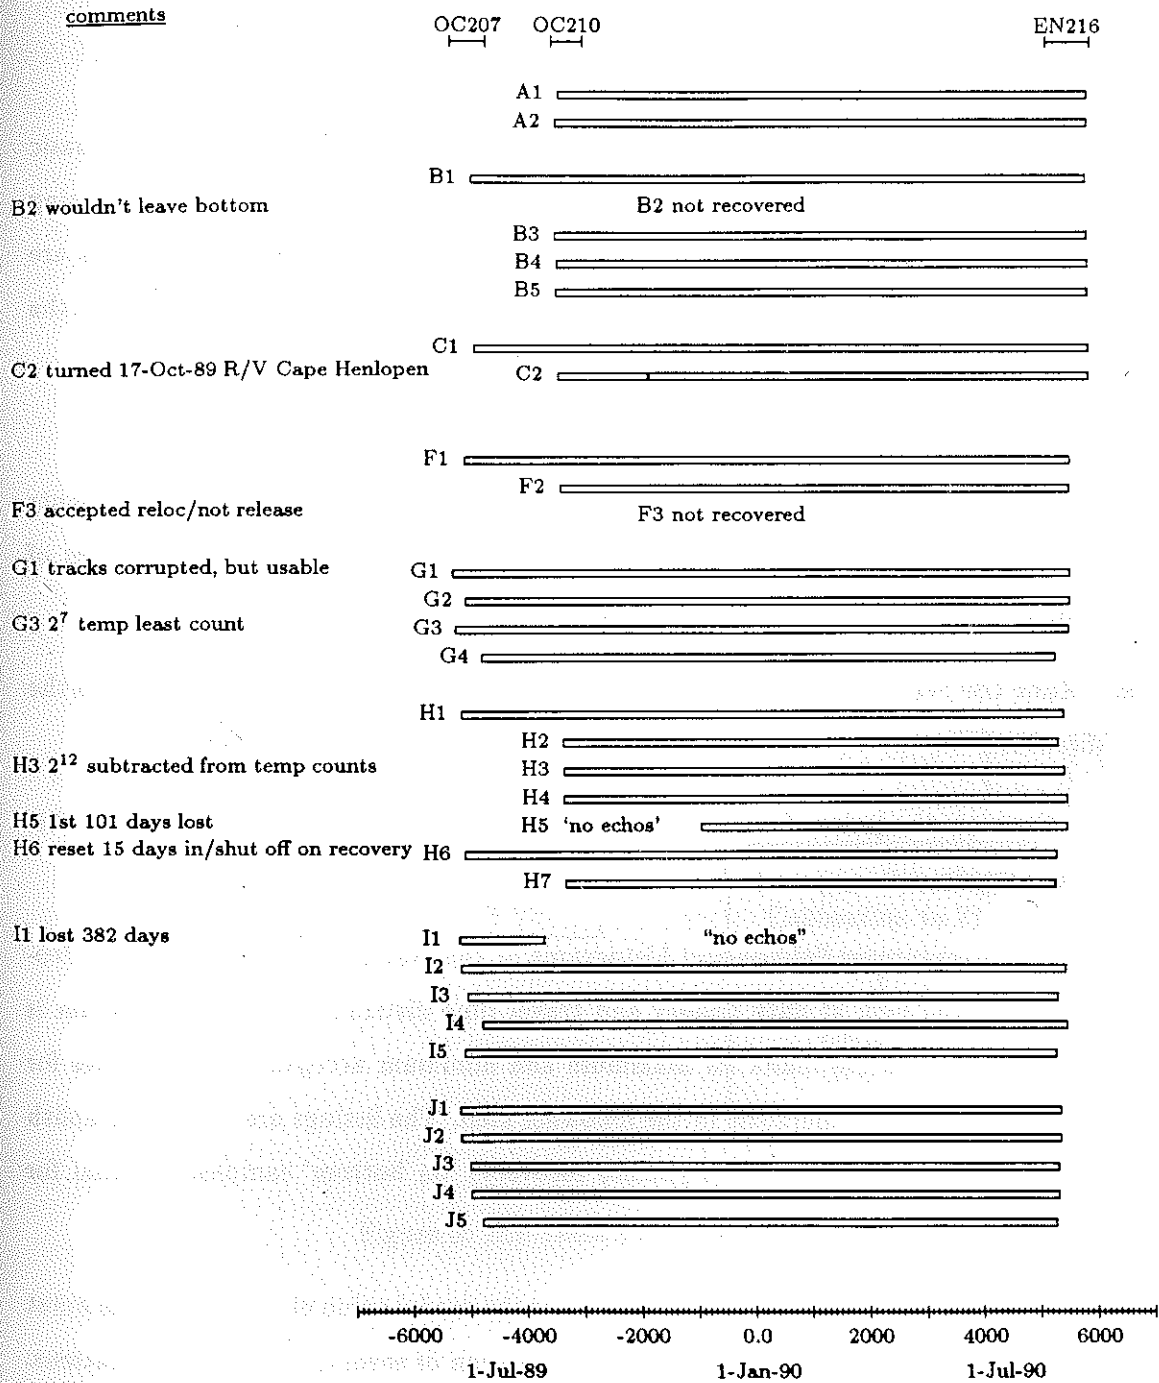 comments
OC207 OC210 EN216
A1
A2
B1
B2 wouldn't leave bottom B2 not recovered
B3
B4
B5
C1
C2 turned 17-Oct-89 R/V Cape Henlopen C2
F1
F2
F3 accepted reloc/not release F3 not recovered
G1 tracks corrupted, but usable G1
G2
G3 2⁷ temp least count G3
G4
H1
H2
H3 2¹² subtracted from temp counts H3
H4
H5 1st 101 days lost H5 'no echos'
H6 reset 15 days in/shut off on recovery H6
H7
I1 lost 382 days I1 "no echos"
I2
I3
I4
I5
J1
J2
J3
J4
J5
-6000 -4000 -2000 0.0 2000 4000 6000
1-Jul-89 1-Jan-90 1-Jul-90